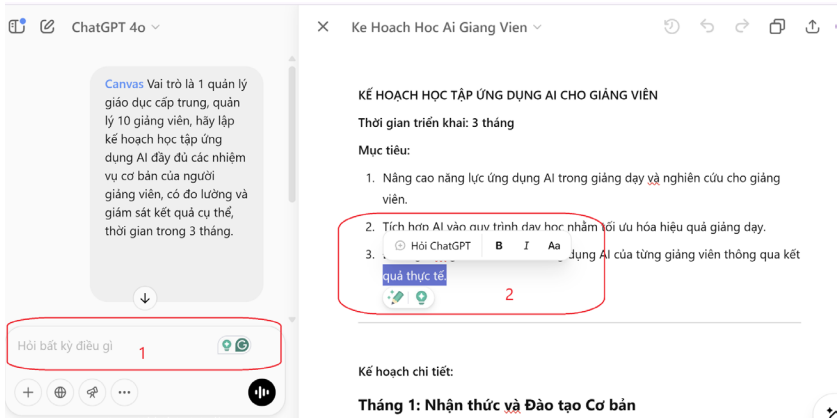 ChatGPT 4o
Canvas Vai trò là 1 quản lý
giáo dục cấp trung, quản
lý 10 giảng viên, hãy lập
kế hoạch học tập ứng
dụng AI đầy đủ các nhiệm
vụ cơ bản của người
giảng viên, có đo lường và
giám sát kết quả cụ thể,
thời gian trong 3 tháng.
Hỏi bất kỳ điều gì
1
Ke Hoach Hoc Ai Giang Vien
KẾ HOẠCH HỌC TẬP ỨNG DỤNG AI CHO GIẢNG VIÊN
Thời gian triển khai: 3 tháng
Mục tiêu:
1. Nâng cao năng lực ứng dụng AI trong giảng dạy và nghiên cứu cho giảng
viên.
2. Tích hợp AI vào quy trình dạy học nhằm tối ưu hóa hiệu quả giảng dạy.
Hỏi ChatGPT B I Aa
3. dụng AI của từng giảng viên thông qua kết
quả thực tế.
2
Kế hoạch chi tiết:
Tháng 1: Nhận thức và Đào tạo Cơ bản